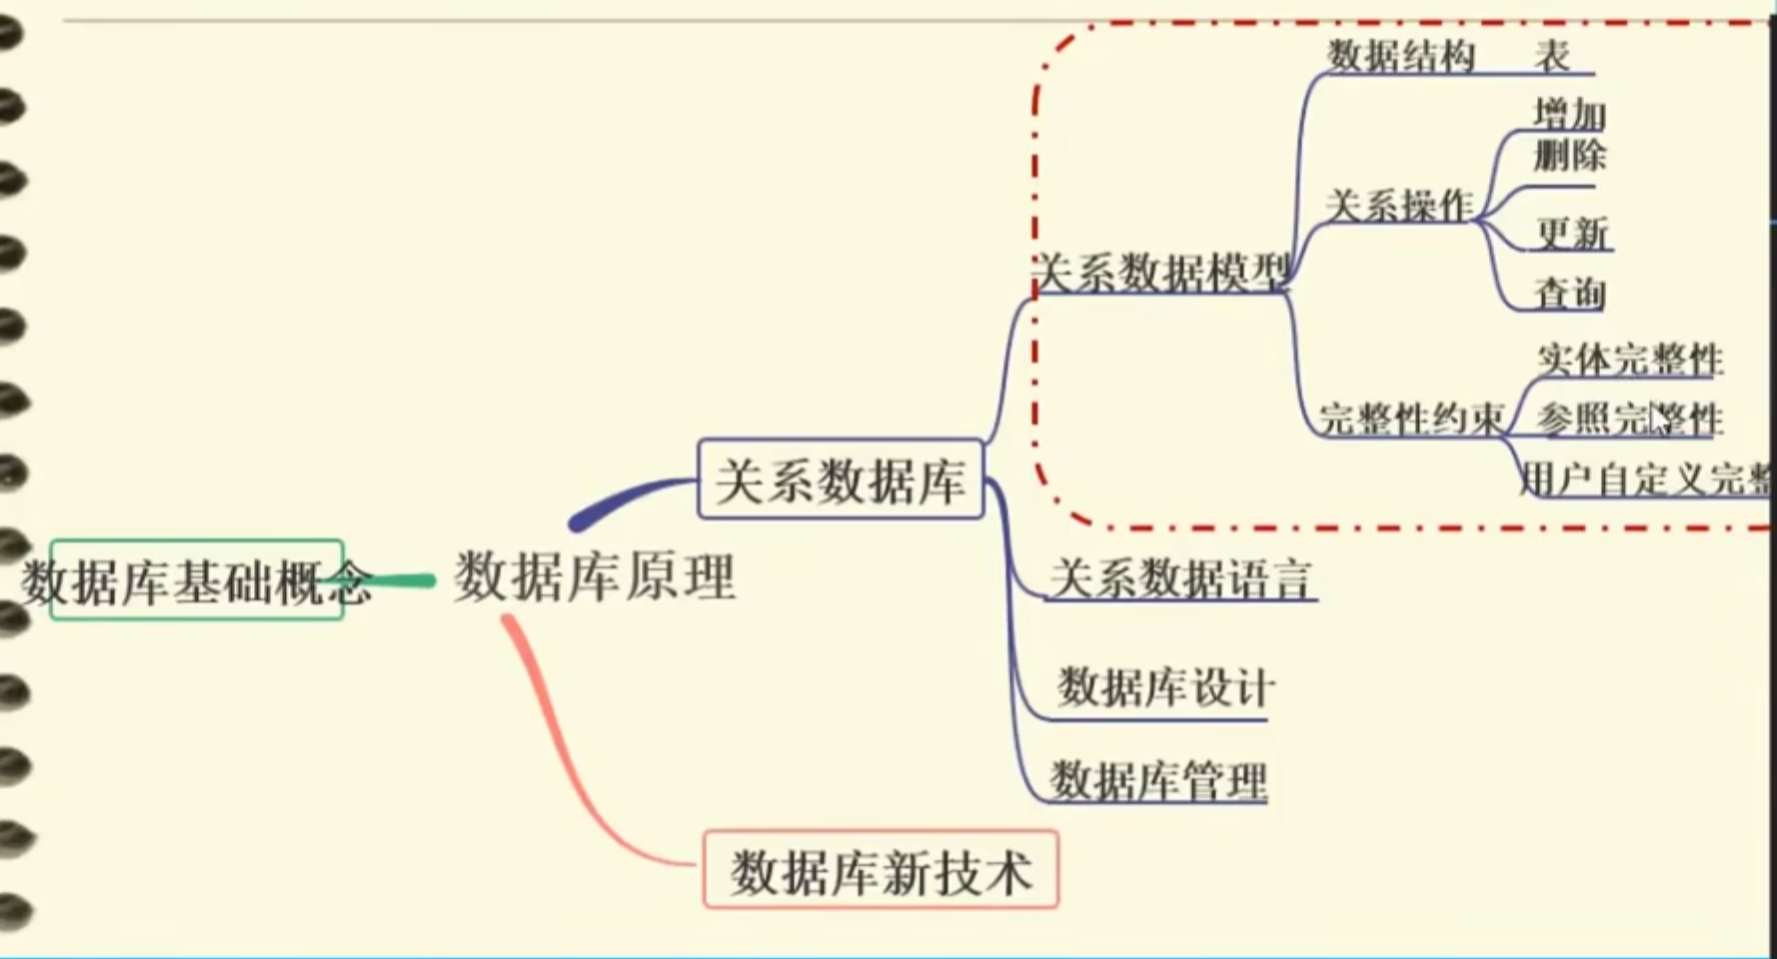 数据结构 表
增加
删除
关系操作
更新
关系数据模型
查询
实体完整性
完整性约束
参照完整性
用户自定义完整
关系数据库
数据库基础概念
数据库原理
关系数据语言
数据库设计
数据库管理
数据库新技术